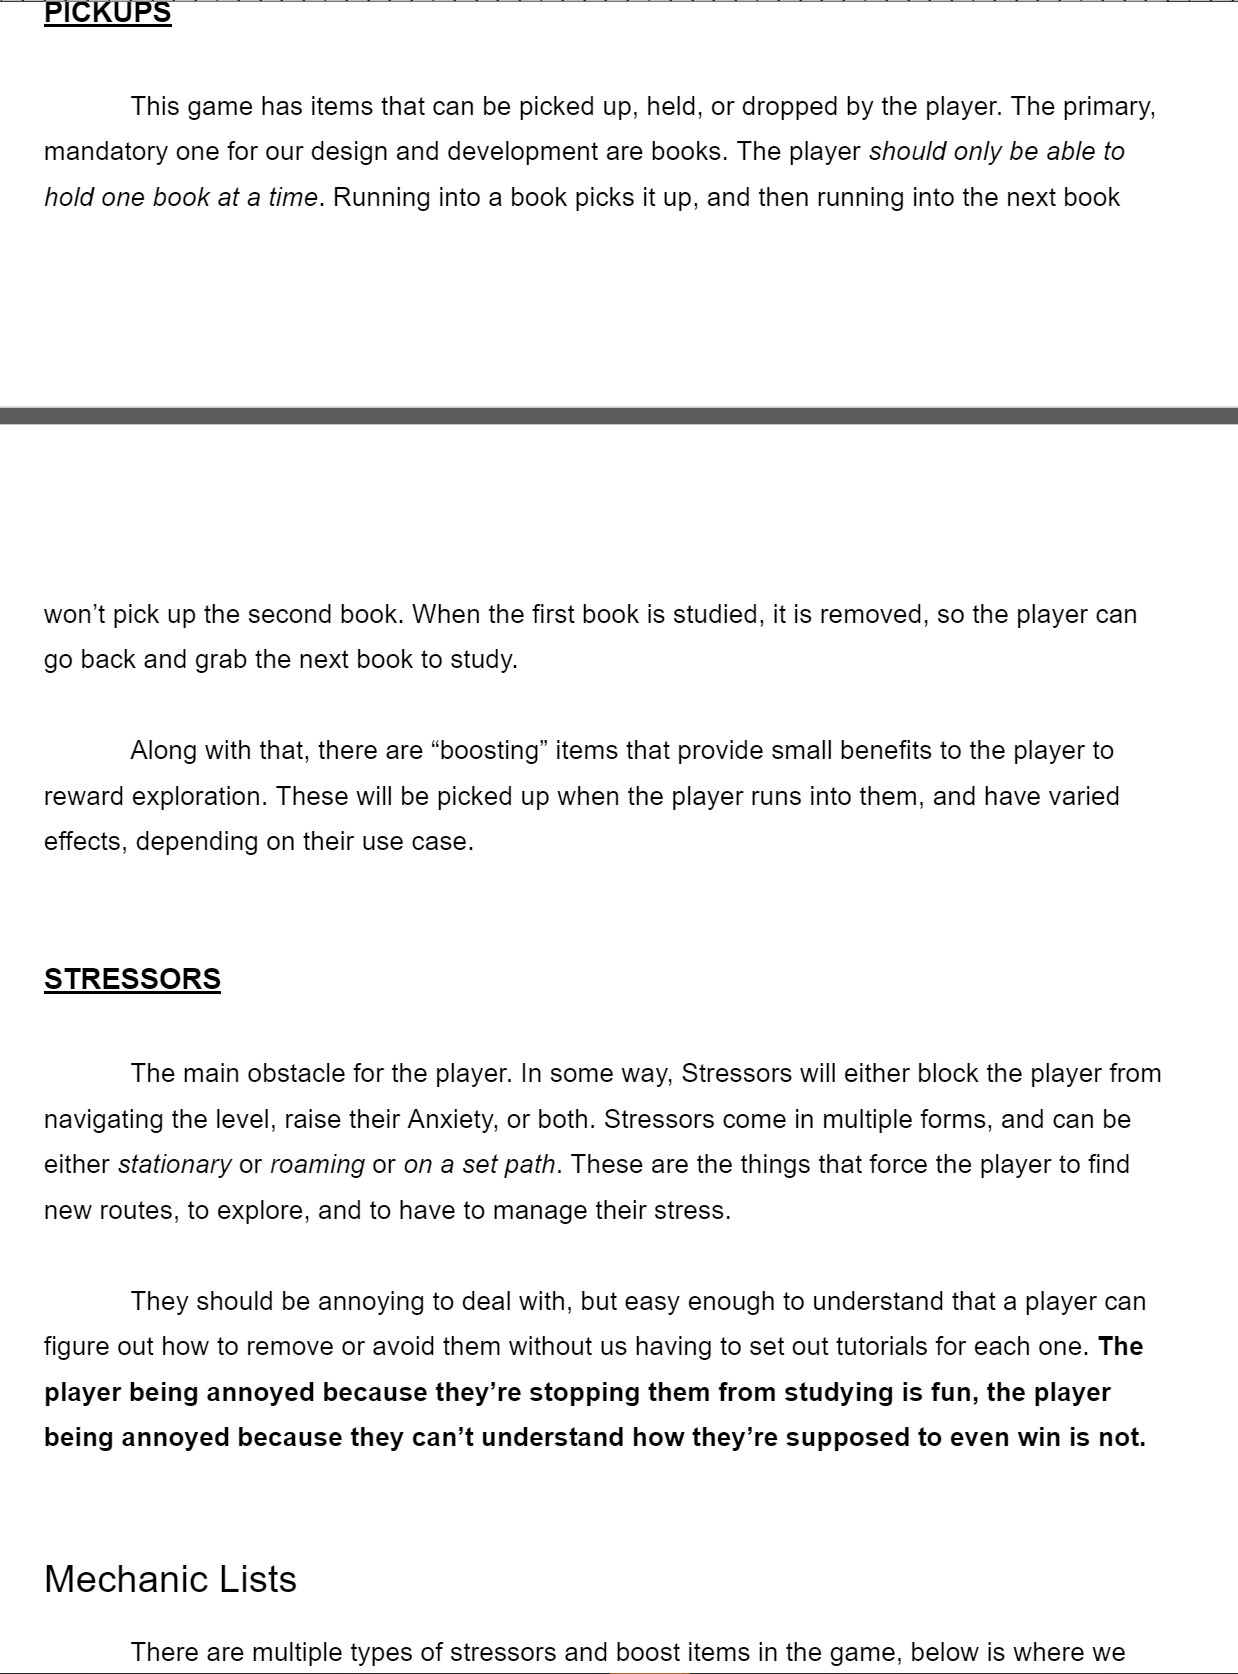 PICKUPS
This game has items that can be picked up, held, or dropped by the player. The primary,
mandatory one for our design and development are books. The player should only be able to
hold one book at a time. Running into a book picks it up, and then running into the next book
won’t pick up the second book. When the first book is studied, it is removed, so the player can
go back and grab the next book to study.
Along with that, there are “boosting” items that provide small benefits to the player to
reward exploration. These will be picked up when the player runs into them, and have varied
effects, depending on their use case.
STRESSORS
The main obstacle for the player. In some way, Stressors will either block the player from
navigating the level, raise their Anxiety, or both. Stressors come in multiple forms, and can be
either stationary or roaming or on a set path. These are the things that force the player to find
new routes, to explore, and to have to manage their stress.
They should be annoying to deal with, but easy enough to understand that a player can
figure out how to remove or avoid them without us having to set out tutorials for each one. The
player being annoyed because they’re stopping them from studying is fun, the player
being annoyed because they can’t understand how they’re supposed to even win is not.
Mechanic Lists
There are multiple types of stressors and boost items in the game, below is where we